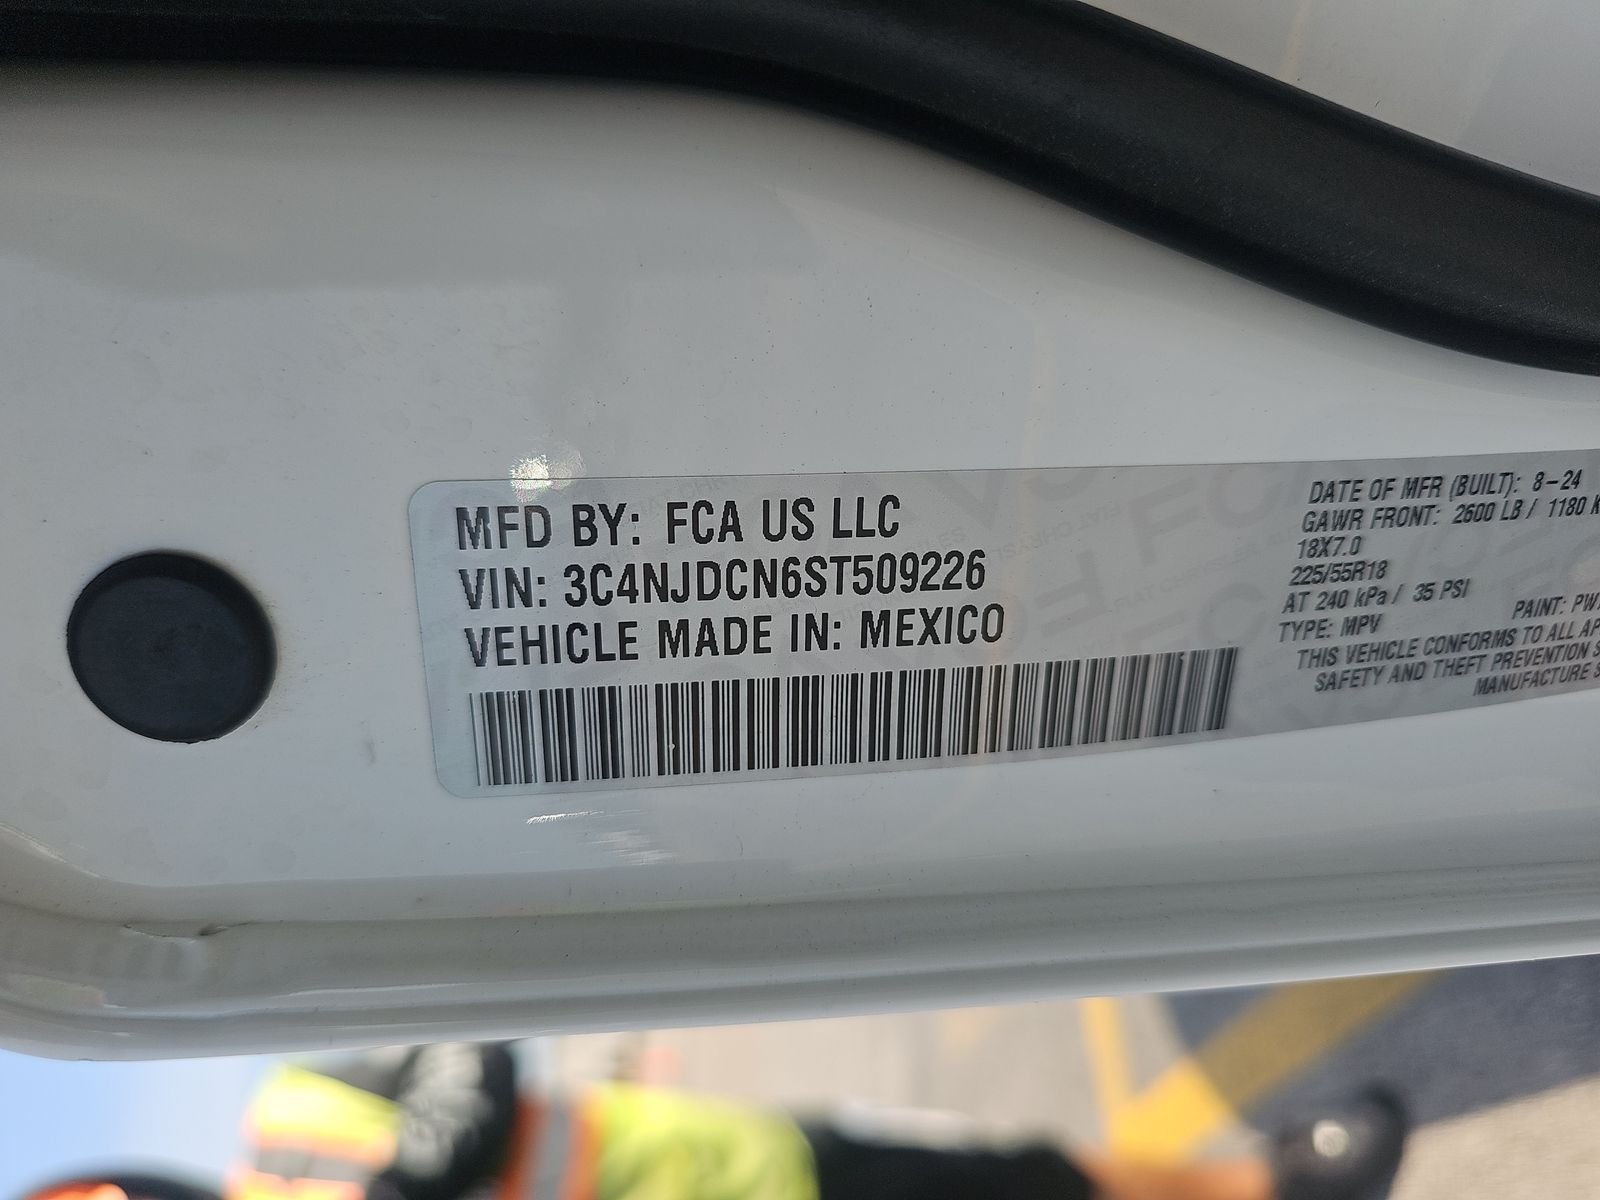 MFD BY: FCA US LLC
VIN: 3C4NJDCN6ST509226
VEHICLE MADE IN: MEXICO
DATE OF MFR (BUILT): 8-24
GAWR FRONT: 2600 LB / 1180 K
18X7.0
225/55R18
AT 240 kPa / 35 PSI
PAINT: PW7
TYPE: MPV
THIS VEHICLE CONFORMS TO ALL AP
SAFETY AND THEFT PREVENTION S
MANUFACTURE S